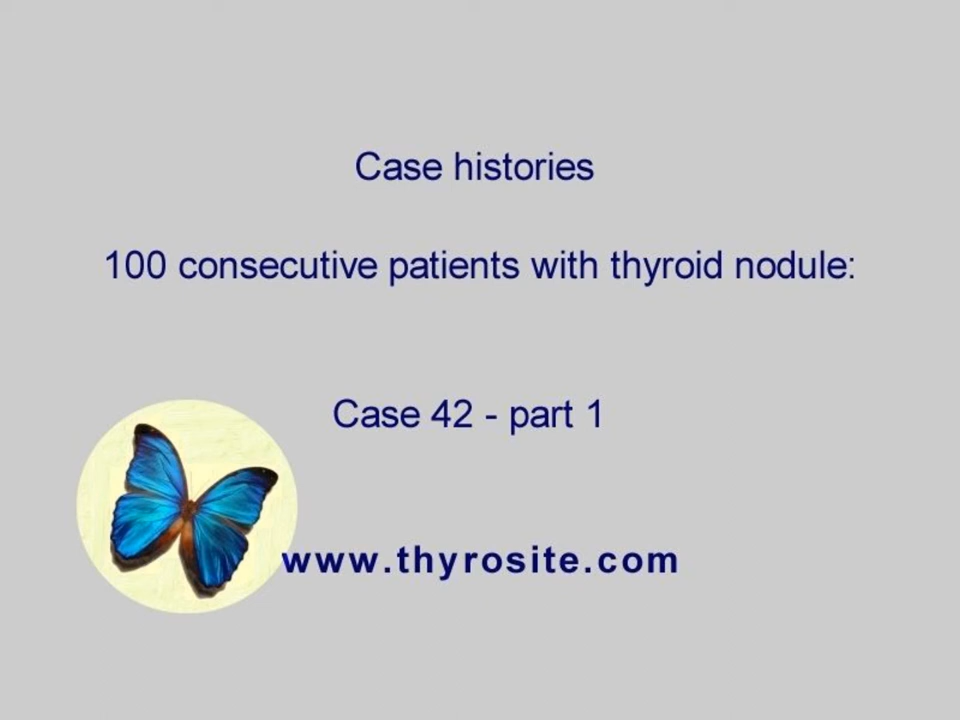 Case histories
100 consecutive patients with thyroid nodule:
Case 42 - part 1
www.thyrosite.com